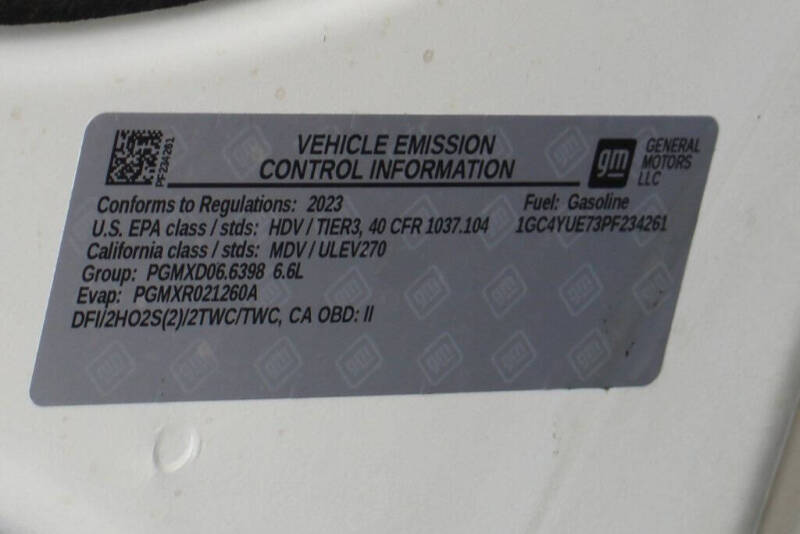 VEHICLE EMISSION
CONTROL INFORMATION
gm
GENERAL
MOTORS
LLC
PF234261
Conforms to Regulations: 2023
Fuel: Gasoline
U.S. EPA class / stds: HDV / TIER3, 40 CFR 1037.104
1GC4YUE73PF234261
California class / stds: MDV / ULEV270
Group: PGMXD06.6398 6.6L
Evap: PGMXR021260A
DFI/2HO2S(2)/2TWC/TWC, CA OBD: II